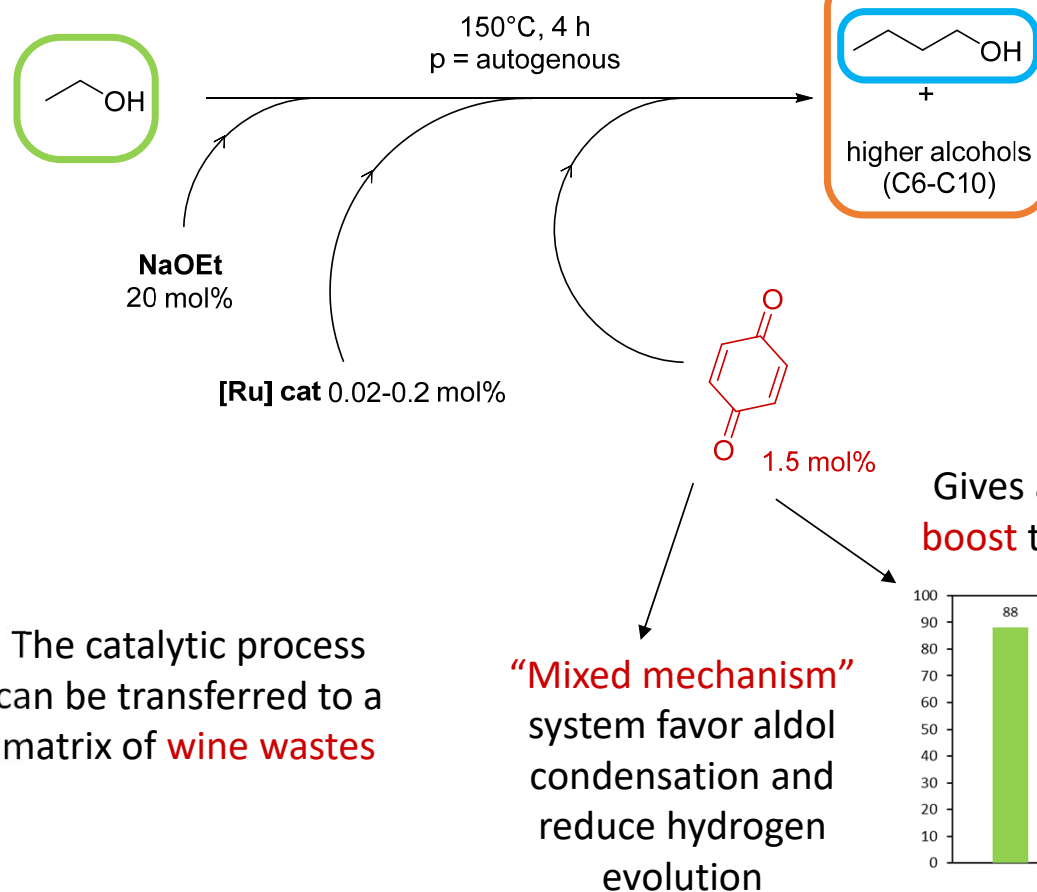 150°C, 4 h
p = autogenous
OH
OH
+
higher alcohols
(C6-C10)
NaOEt
20 mol%
[Ru] cat 0.02-0.2 mol%
O
O
1.5 mol%
Gives
boost
100
90
80
70
60
50
40
30
20
10
0
88
The catalytic process
can be transferred to a
matrix of wine wastes
“Mixed mechanism”
system favor aldol
condensation and
reduce hydrogen
evolution